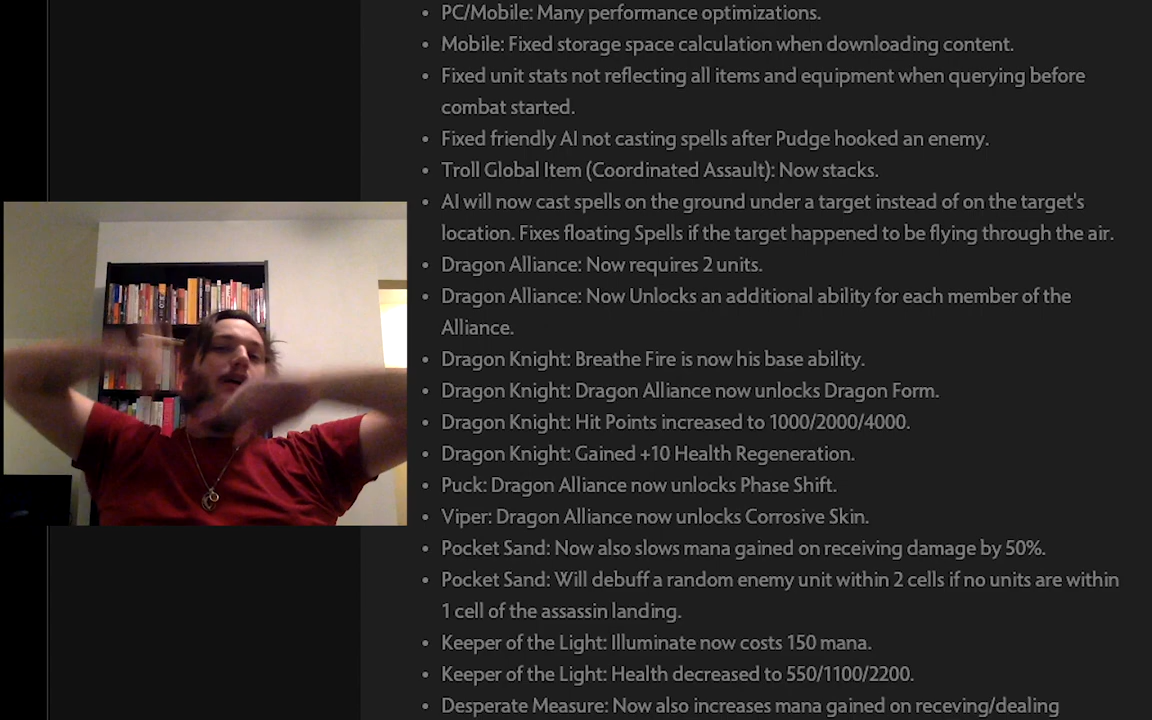 PC/Mobile: Many performance optimizations.
Mobile: Fixed storage space calculation when downloading content.
Fixed unit stats not reflecting all items and equipment when querying before
combat started.
Fixed friendly AI not casting spells after Pudge hooked an enemy.
Troll Global Item (Coordinated Assault): Now stacks.
AI will now cast spells on the ground under a target instead of on the target's
location. Fixes floating Spells if the target happened to be flying through the air.
Dragon Alliance: Now requires 2 units.
Dragon Alliance: Now Unlocks an additional ability for each member of the
Alliance.
Dragon Knight: Breathe Fire is now his base ability.
Dragon Knight: Dragon Alliance now unlocks Dragon Form.
Dragon Knight: Hit Points increased to 1000/2000/4000.
Dragon Knight: Gained +10 Health Regeneration.
Puck: Dragon Alliance now unlocks Phase Shift.
Viper: Dragon Alliance now unlocks Corrosive Skin.
Pocket Sand: Now also slows mana gained on receiving damage by 50%.
Pocket Sand: Will debuff a random enemy unit within 2 cells if no units are within
1 cell of the assassin landing.
Keeper of the Light: Illuminate now costs 150 mana.
Keeper of the Light: Health decreased to 550/1100/2200.
Desperate Measure: Now also increases mana gained on receving/dealing